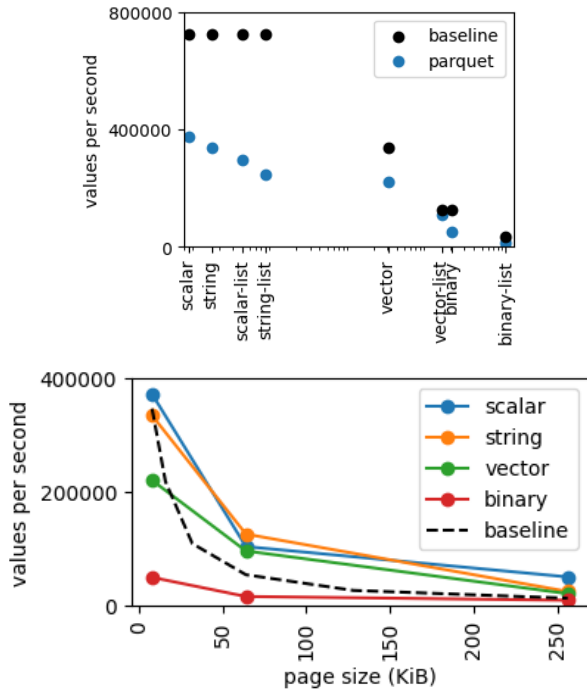 800000
400000
0
values per second
baseline
parquet
scalar
string
scalar-list
string-list
vector
vector-list
binary
binary-list
400000
200000
0
values per second
scalar
string
vector
binary
baseline
0
50
100
150
200
250
page size (KiB)